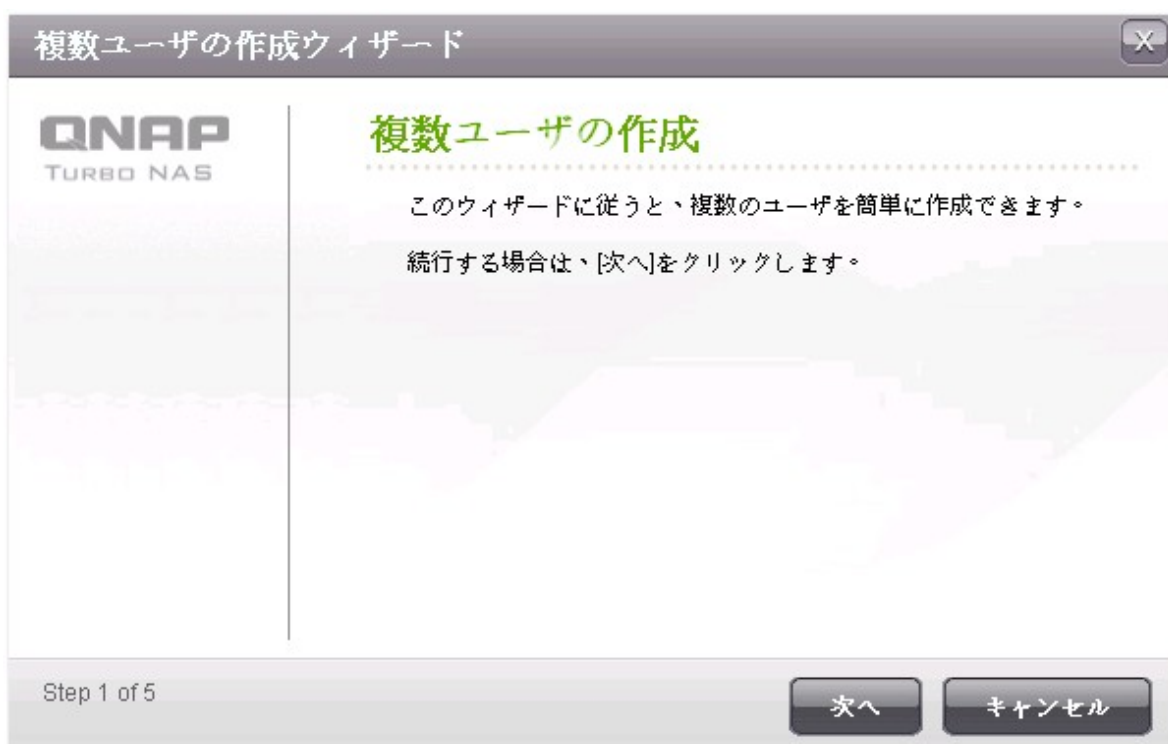 複数ユーザの作成ウィザード
X
QNAP
TURBO NAS
複数ユーザの作成
このウィザードに従うと、複数のユーザを簡単に作成できます。
続行する場合は、[次へ]をクリックします。
Step 1 of 5
次へ
キャンセル